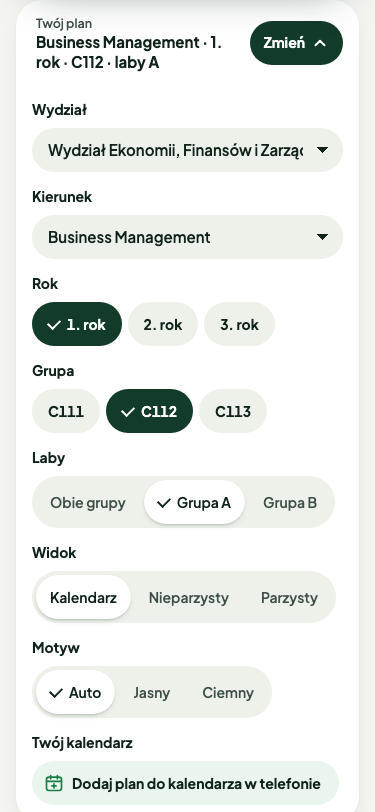 Twój plan
Business Management · 1.
rok · C112 · laby A
Zmień
Wydział
Wydział Ekonomii, Finansów i Zarząd
Kierunek
Business Management
Rok
1. rok 2. rok 3. rok
Grupa
C111 C112 C113
Laby
Obie grupy Grupa A Grupa B
Widok
Kalendarz Nieparzysty Parzysty
Motyw
Auto Jasny Ciemny
Twój kalendarz
Dodaj plan do kalendarza w telefonie